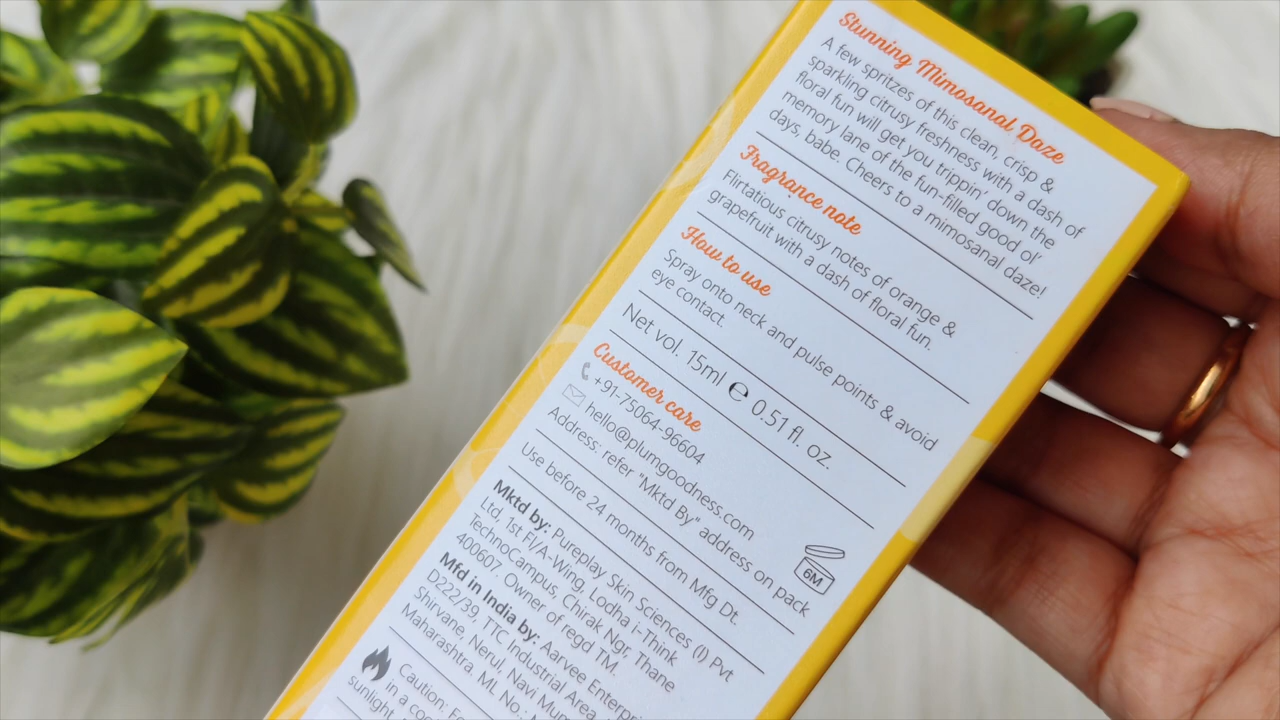 Stunning Mimosanal Daze
A few spritzes of this clean, crisp &
sparkling citrusy freshness with a dash of
floral fun will get you trippin' down the
memory lane of the fun-filled good ol'
days, babe. Cheers to a mimosanal daze!
Fragrance note
Flirtatious citrusy notes of orange &
grapefruit with a dash of floral fun.
How to use
Spray onto neck and pulse points & avoid
eye contact.
Net vol. 15ml ℮ 0.51 fl. oz.
Customer care
+91-75064-96604
hello@plumgoodness.com
Address: refer "Mktd By" address on pack
Use before 24 months from Mfg Dt.
6M
Mktd by: Pureplay Skin Sciences (I) Pvt
Ltd, 1st Fl/A-Wing, Lodha i-Think
TechnoCampus, Chirak Ngr, Thane
400607. Owner of regd TM.
Mfd in India by: Aarvee
D222/39, TTC Industrial Area,
Shirvane, Nerul, Navi
Maharashtra. ML No.:
Caution:
in a
sunlight